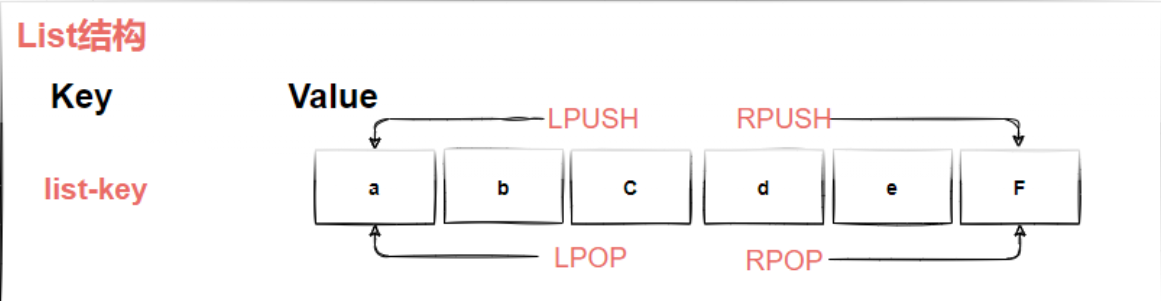 List结构
Key Value
LPUSH RPUSH
list-key a b C d e F
LPOP RPOP